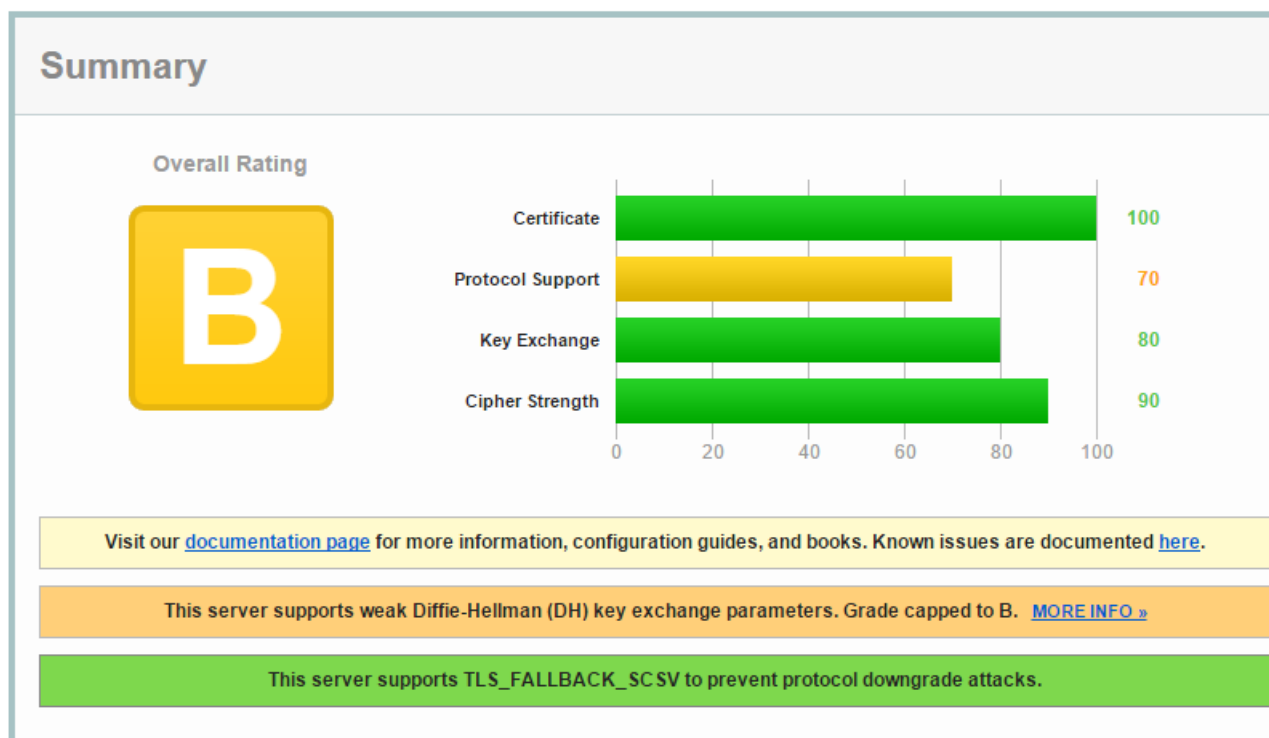 Summary
Overall Rating
B
Certificate
100
Protocol Support
70
Key Exchange
80
Cipher Strength
90
0 20 40 60 80 100
Visit our documentation page for more information, configuration guides, and books. Known issues are documented here.
This server supports weak Diffie-Hellman (DH) key exchange parameters. Grade capped to B. MORE INFO »
This server supports TLS_FALLBACK_SCSV to prevent protocol downgrade attacks.